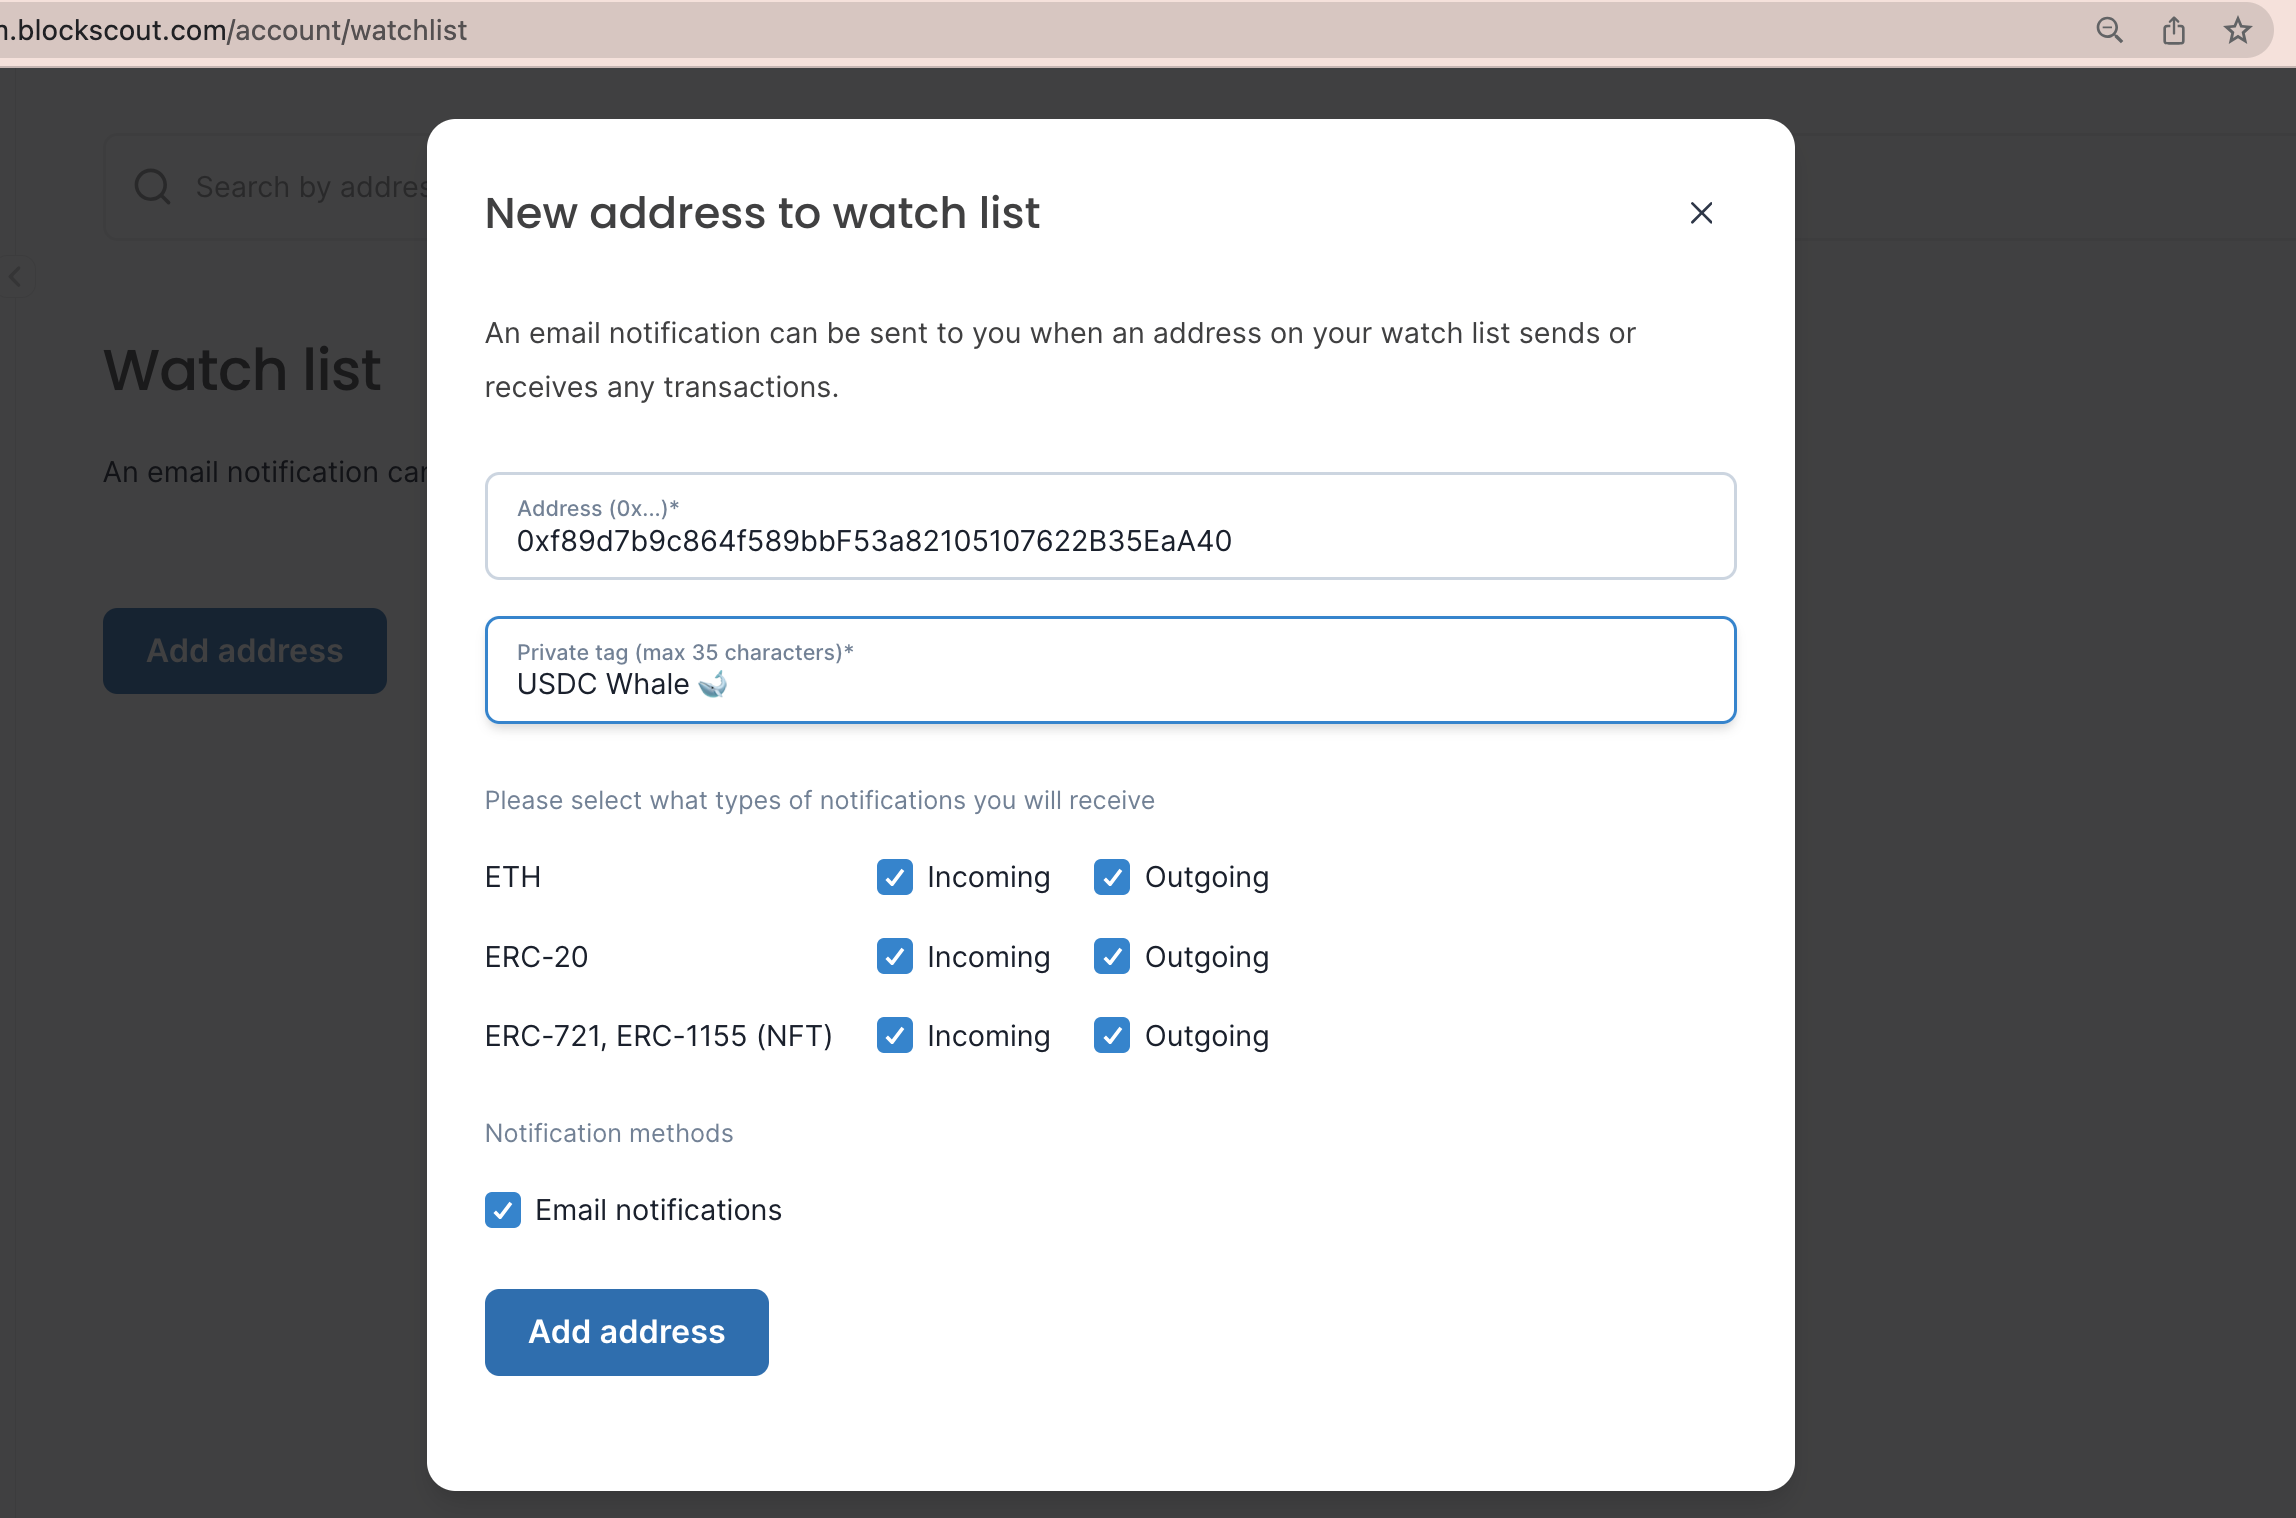 n.blockscout.com/account/watchlist
Search by addres
Watch list
An email notification can
Add address
New address to watch list
An email notification can be sent to you when an address on your watch list sends or
receives any transactions.
Address (0x...)*
0xf89d7b9c864f589bbF53a82105107622B35EaA40
Private tag (max 35 characters)*
USDC Whale 🐋
Please select what types of notifications you will receive
ETH Incoming Outgoing
ERC-20 Incoming Outgoing
ERC-721, ERC-1155 (NFT) Incoming Outgoing
Notification methods
Email notifications
Add address